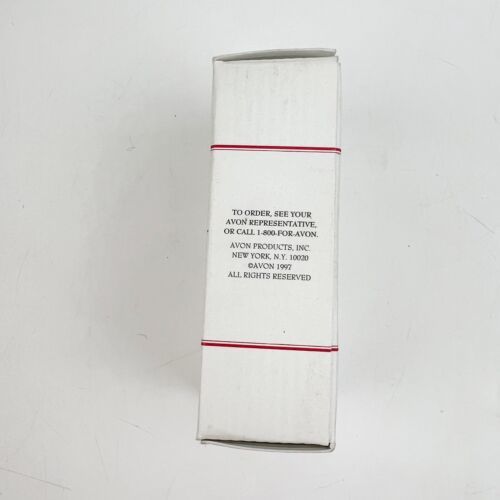 TO ORDER, SEE YOUR
AVON REPRESENTATIVE,
OR CALL 1-800-FOR-AVON.
AVON PRODUCTS, INC.
NEW YORK, N.Y. 10020
©AVON 1997
ALL RIGHTS RESERVED